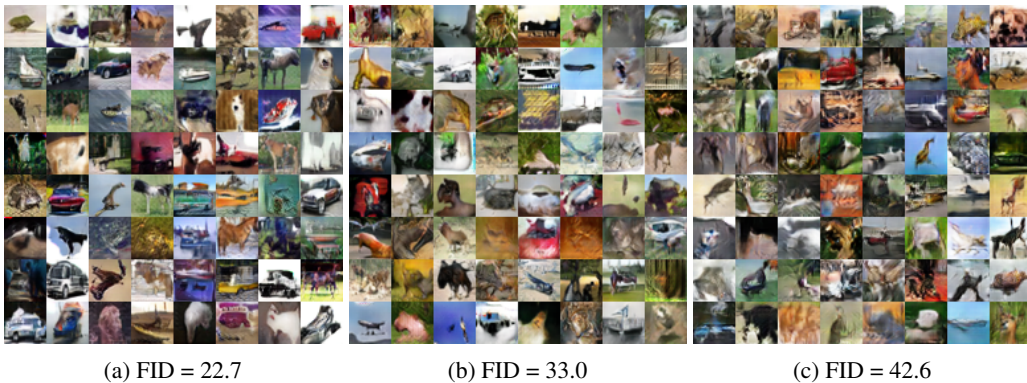 (a) FID = 22.7
(b) FID = 33.0
(c) FID = 42.6